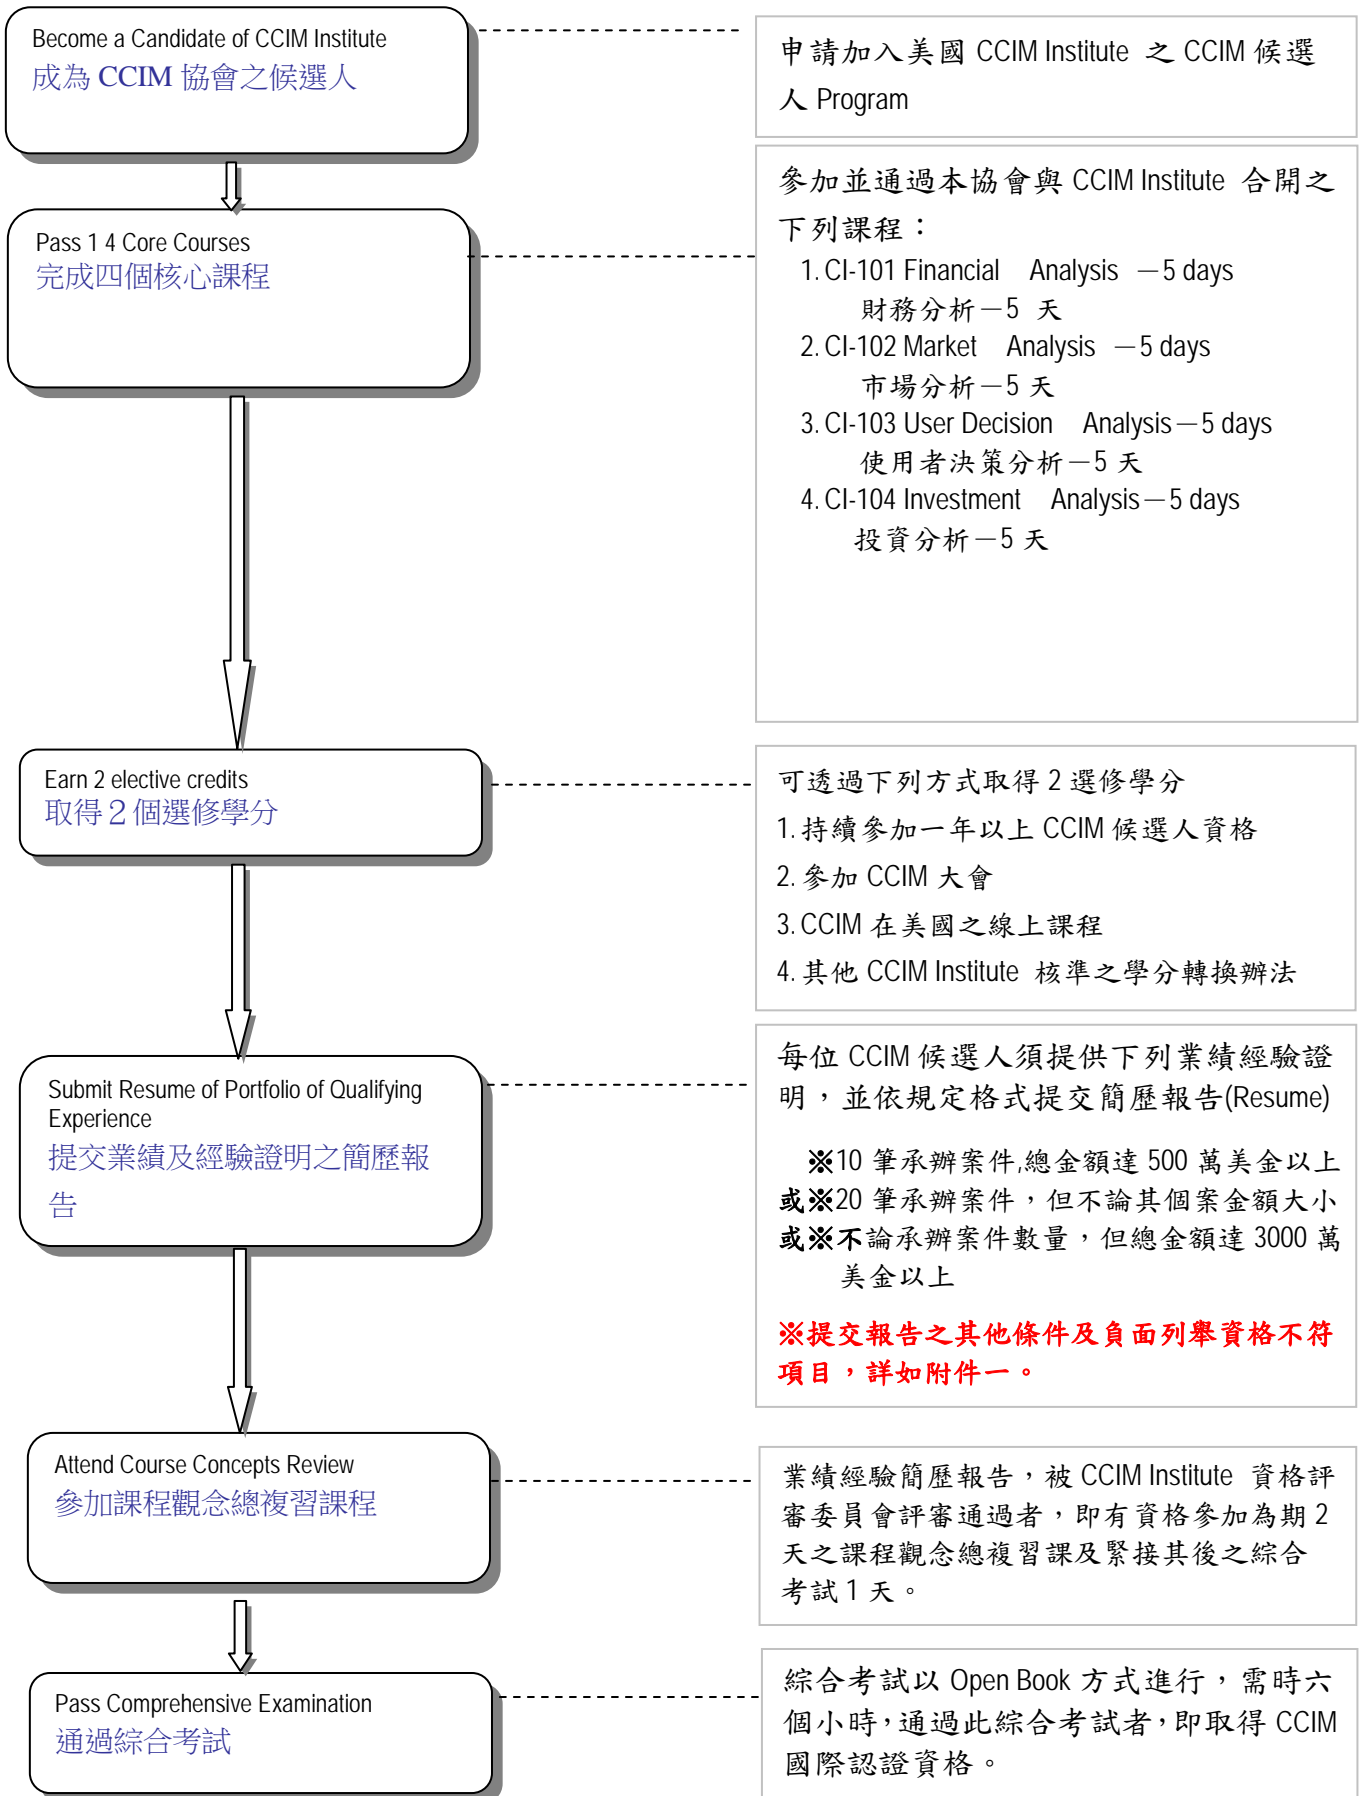 Become a Candidate of CCIM Institute
成為 CCIM 協會之候選人
申請加入美國 CCIM Institute 之 CCIM 候選
人 Program
Pass 1 4 Core Courses
完成四個核心課程
參加並通過本協會與 CCIM Institute 合開之
下列課程：
1. CI-101 Financial Analysis －5 days
財務分析－5 天
2. CI-102 Market Analysis －5 days
市場分析－5 天
3. CI-103 User Decision Analysis－5 days
使用者決策分析－5 天
4. CI-104 Investment Analysis－5 days
投資分析－5 天
Earn 2 elective credits
取得２個選修學分
可透過下列方式取得 2 選修學分
1. 持續參加一年以上 CCIM 候選人資格
2. 參加 CCIM 大會
3. CCIM 在美國之線上課程
4. 其他 CCIM Institute 核準之學分轉換辦法
Submit Resume of Portfolio of Qualifying
Experience
提交業績及經驗證明之簡歷報
告
每位 CCIM 候選人須提供下列業績經驗證
明，並依規定格式提交簡歷報告(Resume)
※10 筆承辦案件,總金額達 500 萬美金以上
或※20 筆承辦案件，但不論其個案金額大小
或※不論承辦案件數量，但總金額達 3000 萬
美金以上
※提交報告之其他條件及負面列舉資格不符
項目，詳如附件一。
Attend Course Concepts Review
參加課程觀念總複習課程
業績經驗簡歷報告，被 CCIM Institute 資格評
審委員會評審通過者，即有資格參加為期 2
天之課程觀念總複習課及緊接其後之綜合
考試 1 天。
Pass Comprehensive Examination
通過綜合考試
綜合考試以 Open Book 方式進行，需時六
個小時，通過此綜合考試者，即取得 CCIM
國際認證資格。